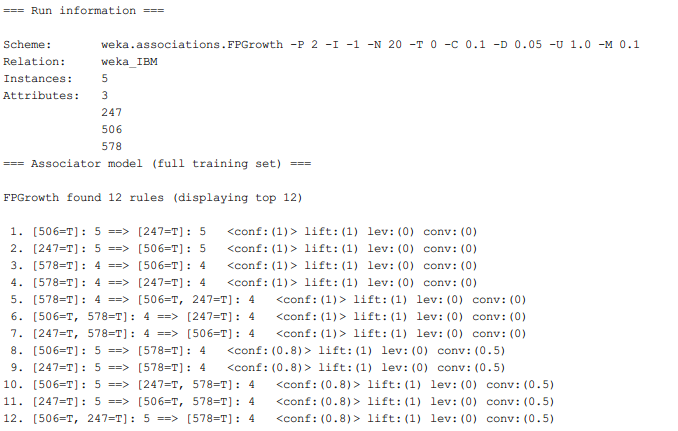 === Run information ===
Scheme: weka.associations.FPGrowth -P 2 -I -1 -N 20 -T 0 -C 0.1 -D 0.05 -U 1.0 -M 0.1
Relation: weka_IBM
Instances: 5
Attributes: 3
247
506
578
=== Associator model (full training set) ===
FPGrowth found 12 rules (displaying top 12)
1. [506=T]: 5 ==> [247=T]: 5 <conf:(1)> lift:(1) lev:(0) conv:(0)
2. [247=T]: 5 ==> [506=T]: 5 <conf:(1)> lift:(1) lev:(0) conv:(0)
3. [578=T]: 4 ==> [506=T]: 4 <conf:(1)> lift:(1) lev:(0) conv:(0)
4. [578=T]: 4 ==> [247=T]: 4 <conf:(1)> lift:(1) lev:(0) conv:(0)
5. [578=T]: 4 ==> [506=T, 247=T]: 4 <conf:(1)> lift:(1) lev:(0) conv:(0)
6. [506=T, 578=T]: 4 ==> [247=T]: 4 <conf:(1)> lift:(1) lev:(0) conv:(0)
7. [247=T, 578=T]: 4 ==> [506=T]: 4 <conf:(1)> lift:(1) lev:(0) conv:(0)
8. [506=T]: 5 ==> [578=T]: 4 <conf:(0.8)> lift:(1) lev:(0) conv:(0.5)
9. [247=T]: 5 ==> [578=T]: 4 <conf:(0.8)> lift:(1) lev:(0) conv:(0.5)
10. [506=T]: 5 ==> [247=T, 578=T]: 4 <conf:(0.8)> lift:(1) lev:(0) conv:(0.5)
11. [247=T]: 5 ==> [506=T, 578=T]: 4 <conf:(0.8)> lift:(1) lev:(0) conv:(0.5)
12. [506=T, 247=T]: 5 ==> [578=T]: 4 <conf:(0.8)> lift:(1) lev:(0) conv:(0.5)